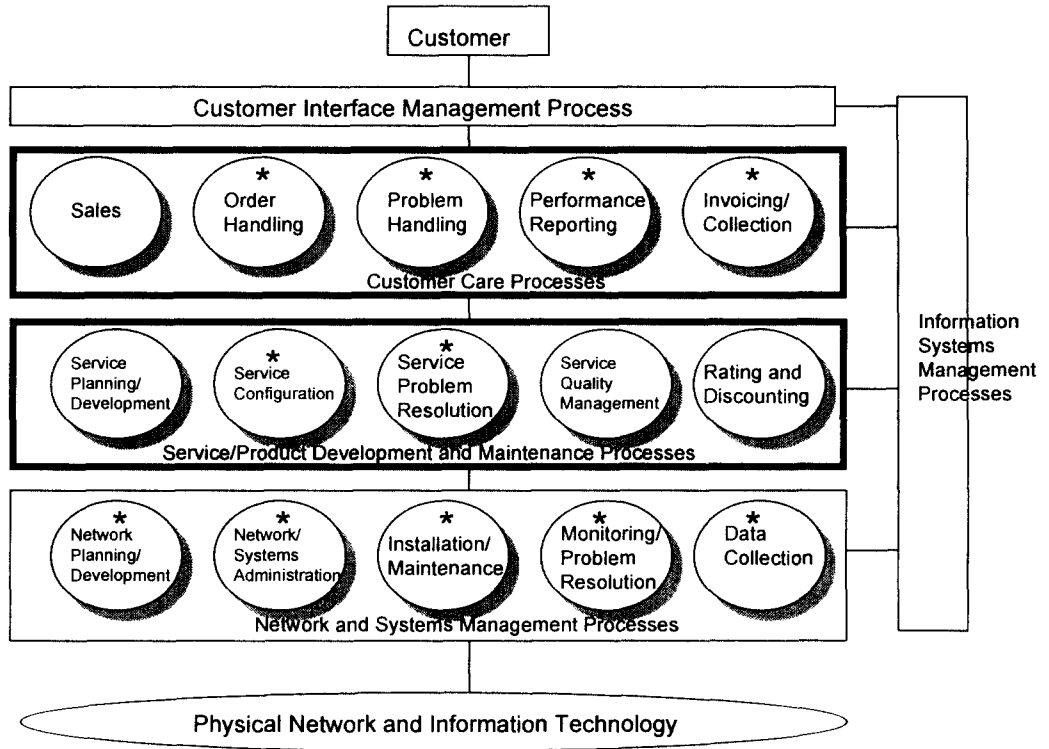 Customer
Customer Interface Management Process
Sales
*
Order
Handling
*
Problem
Handling
*
Performance
Reporting
*
Invoicing/
Collection
Customer Care Processes
Service
Planning/
Development
*
Service
Configuration
*
Service
Problem
Resolution
Service
Quality
Management
Rating and
Discounting
Service/Product Development and Maintenance Processes
*
Network
Planning/
Development
*
Network/
Systems
Administration
*
Installation/
Maintenance
*
Monitoring/
Problem
Resolution
*
Data
Collection
Network and Systems Management Processes
Information
Systems
Management
Processes
Physical Network and Information Technology